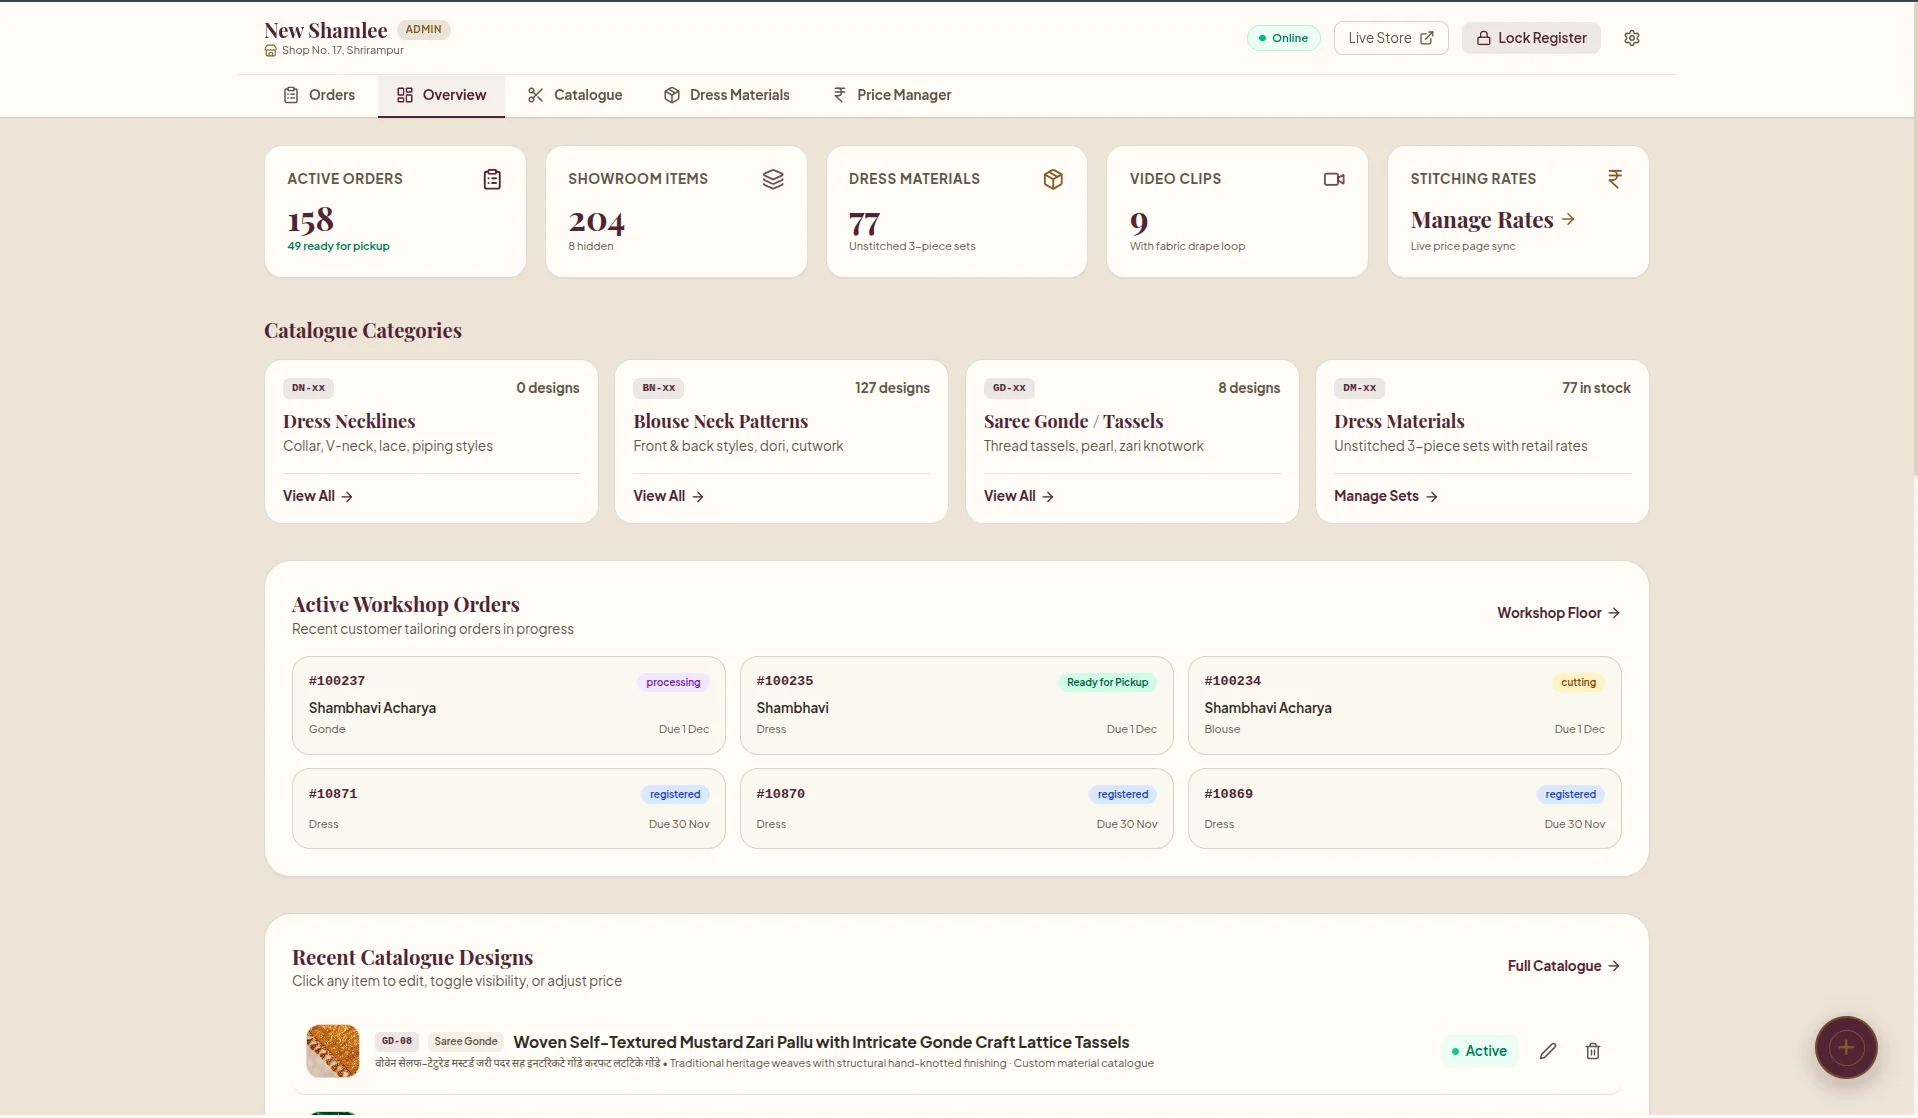 New Shamlee ADMIN
Shop No. 17, Shrirampur
Online
Live Store
Lock Register
Orders
Overview
Catalogue
Dress Materials
Price Manager
ACTIVE ORDERS
158
49 ready for pickup
SHOWROOM ITEMS
204
8 hidden
DRESS MATERIALS
77
Unstitched 3-piece sets
VIDEO CLIPS
9
With fabric drape loop
STITCHING RATES
Manage Rates →
Live price page sync
Catalogue Categories
DN-xx 0 designs
Dress Necklines
Collar, V-neck, lace, piping styles
View All →
BN-xx 127 designs
Blouse Neck Patterns
Front & back styles, dori, cutwork
View All →
GD-xx 8 designs
Saree Gonde / Tassels
Thread tassels, pearl, zari knotwork
View All →
DM-xx 77 in stock
Dress Materials
Unstitched 3-piece sets with retail rates
Manage Sets →
Active Workshop Orders
Recent customer tailoring orders in progress
Workshop Floor →
#100237 processing
Shambhavi Acharya
Gonde Due 1 Dec
#100235 Ready for Pickup
Shambhavi
Dress Due 1 Dec
#100234 cutting
Shambhavi Acharya
Blouse Due 1 Dec
#10871 registered
Dress Due 30 Nov
#10870 registered
Dress Due 30 Nov
#10869 registered
Dress Due 30 Nov
Recent Catalogue Designs
Click any item to edit, toggle visibility, or adjust price
Full Catalogue →
GD-08 Saree Gonde Woven Self-Textured Mustard Zari Pallu with Intricate Gonde Craft Lattice Tassels
वोवेन सेलफ-टेटुरेड मस्टर्ड जरी पदर सह इनटरिकटे गोंडे करफट लटटिके गोंडे • Traditional heritage weaves with structural hand-knotted finishing · Custom material catalogue
Active